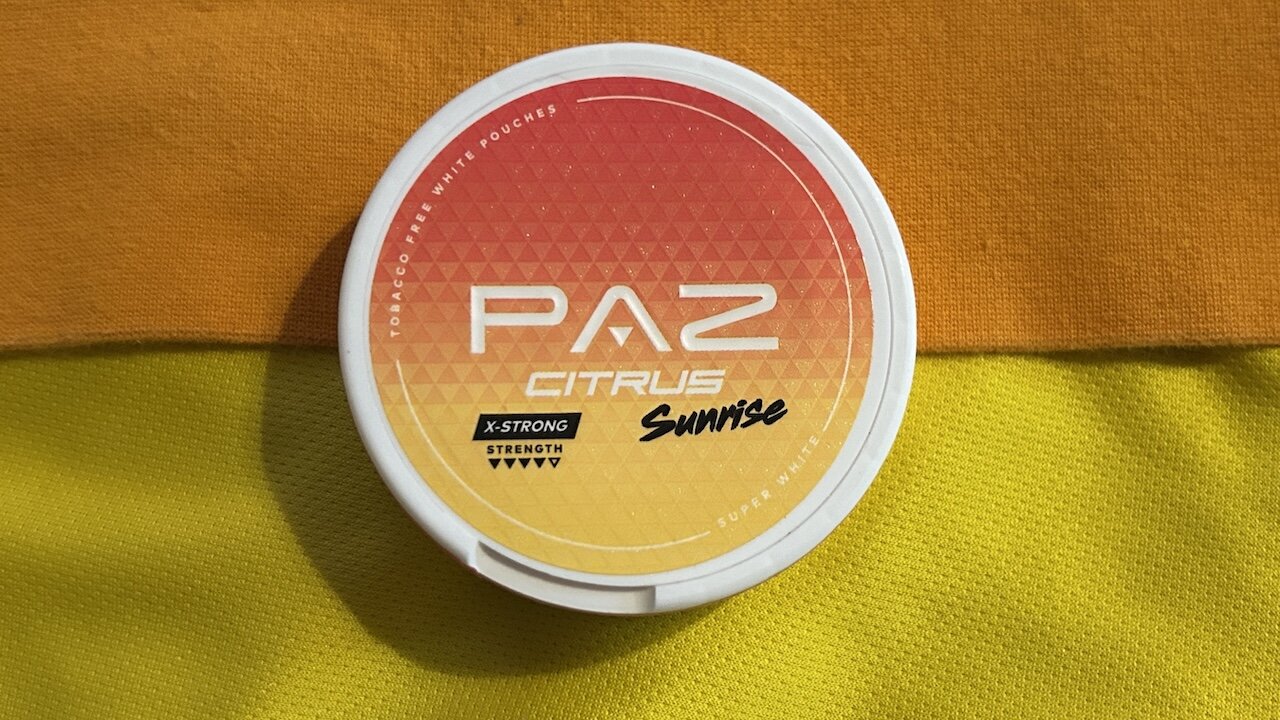 TOBACCO FREE WHITE POUCHES
PAZ
CITRUS
Sunrise
X-STRONG
STRENGTH
SUPER WHITE